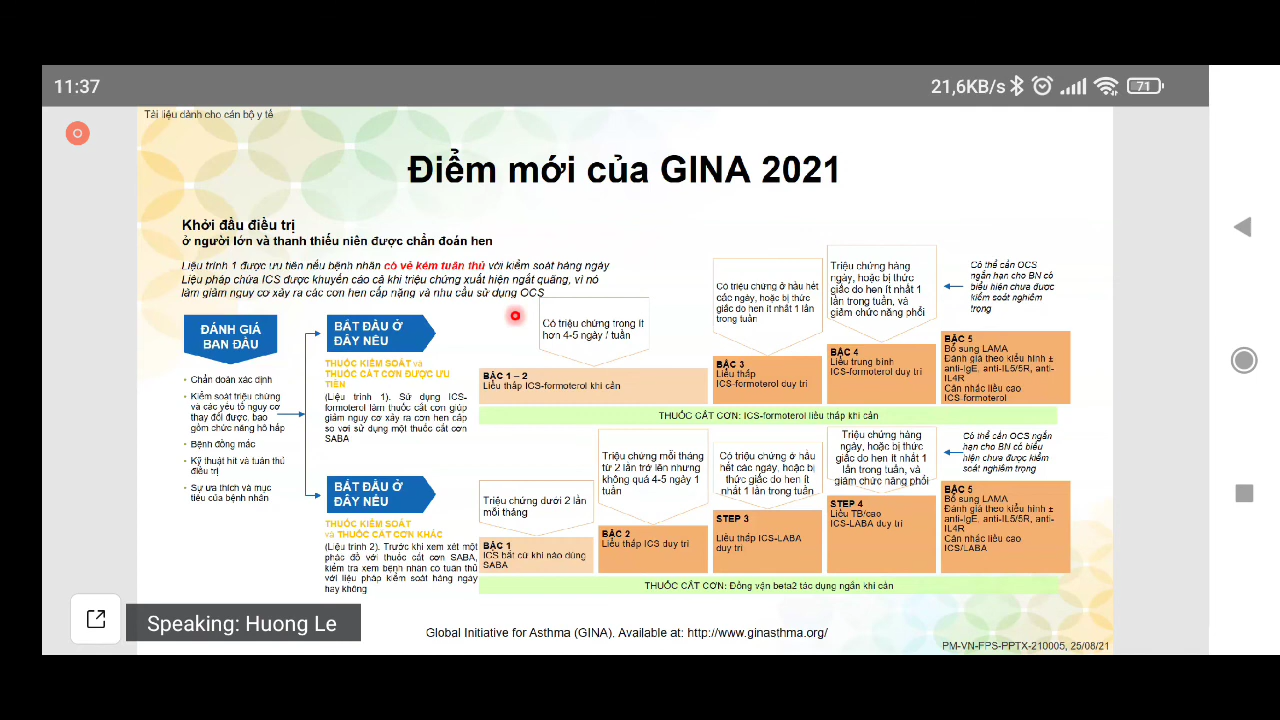 11:37
21,6KB/s
71
Tài liệu dành cho cán bộ y tế
Điểm mới của GINA 2021
Khởi đầu điều trị
ở người lớn và thanh thiếu niên được chẩn đoán hen
Liệu trình 1 được ưu tiên nếu bệnh nhân có vẻ kém tuân thủ với kiểm soát hàng ngày
Liệu pháp chứa ICS được khuyến cáo cả khi triệu chứng xuất hiện ngắt quãng, vì nó
làm giảm nguy cơ xảy ra các cơn hen cấp nặng và nhu cầu sử dụng OCS
ĐÁNH GIÁ
BAN ĐẦU
Chẩn đoán xác định
Kiểm soát triệu chứng
và các yếu tố nguy cơ
thay đổi được, bao
gồm chức năng hô hấp
Bệnh đồng mắc
Kỹ thuật hít và tuân thủ
điều trị
Sự ưa thích và mục
tiêu của bệnh nhân
BẮT ĐẦU Ở
ĐÂY NẾU
THUỐC KIỂM SOÁT và
THUỐC CẮT CƠN ĐƯỢC ƯU
TIÊN
(Liệu trình 1). Sử dụng ICS-
formoterol làm thuốc cắt cơn giúp
giảm nguy cơ xảy ra cơn hen cấp
so với sử dụng một thuốc cắt cơn
SABA
Có triệu chứng trong ít
hơn 4-5 ngày / tuần
Có triệu chứng ở hầu hết
các ngày, hoặc bị thức
giấc do hen ít nhất 1 lần
trong tuần
Triệu chứng hàng
ngày, hoặc bị thức
giấc do hen ít nhất 1
lần trong tuần, và
giảm chức năng phổi
Có thể cần OCS
ngắn hạn cho BN có
biểu hiện chưa được
kiểm soát nghiêm
trọng
BẬC 1 – 2
Liều thấp ICS-formoterol khi cần
BẬC 3
Liều thấp
ICS-formoterol duy trì
BẬC 4
Liều trung bình
ICS-formoterol duy trì
BẬC 5
Bổ sung LAMA
Đánh giá theo kiểu hình ±
anti-IgE, anti-IL5/5R, anti-
IL4R
Cân nhắc liều cao
ICS-formoterol
THUỐC CẮT CƠN: ICS-formoterol liều thấp khi cần
BẮT ĐẦU Ở
ĐÂY NẾU
THUỐC KIỂM SOÁT
và THUỐC CẮT CƠN KHÁC
(Liệu trình 2). Trước khi xem xét một
phác đồ với thuốc cắt cơn SABA,
kiểm tra xem bệnh nhân có tuân thủ
với liệu pháp kiểm soát hàng ngày
hay không
Triệu chứng dưới 2 lần
mỗi tháng
Triệu chứng mỗi tháng
từ 2 lần trở lên nhưng
không quá 4-5 ngày 1
tuần
Có triệu chứng ở hầu
hết các ngày, hoặc bị
thức giấc do hen ít
nhất 1 lần trong tuần
Triệu chứng hàng
ngày, hoặc bị thức
giấc do hen ít nhất 1
lần trong tuần, và
giảm chức năng phổi
Có thể cần OCS ngắn
hạn cho BN có biểu
hiện chưa được kiểm
soát nghiêm trọng
BẬC 1
ICS bất cứ khi nào dùng
SABA
BẬC 2
Liều thấp ICS duy trì
STEP 3
Liều thấp ICS-LABA
duy trì
STEP 4
Liều TB/cao
ICS-LABA duy trì
BẬC 5
Bổ sung LAMA
Đánh giá theo kiểu hình ±
anti-IgE, anti-IL5/5R, anti-
IL4R
Cân nhắc liều cao
ICS/LABA
THUỐC CẮT CƠN: Đồng vận beta2 tác dụng ngắn khi cần
Speaking: Huong Le
Global Initiative for Asthma (GINA). Available at: http://www.ginasthma.org/
PM-VN-FPS-PPTX-210005, 25/08/21